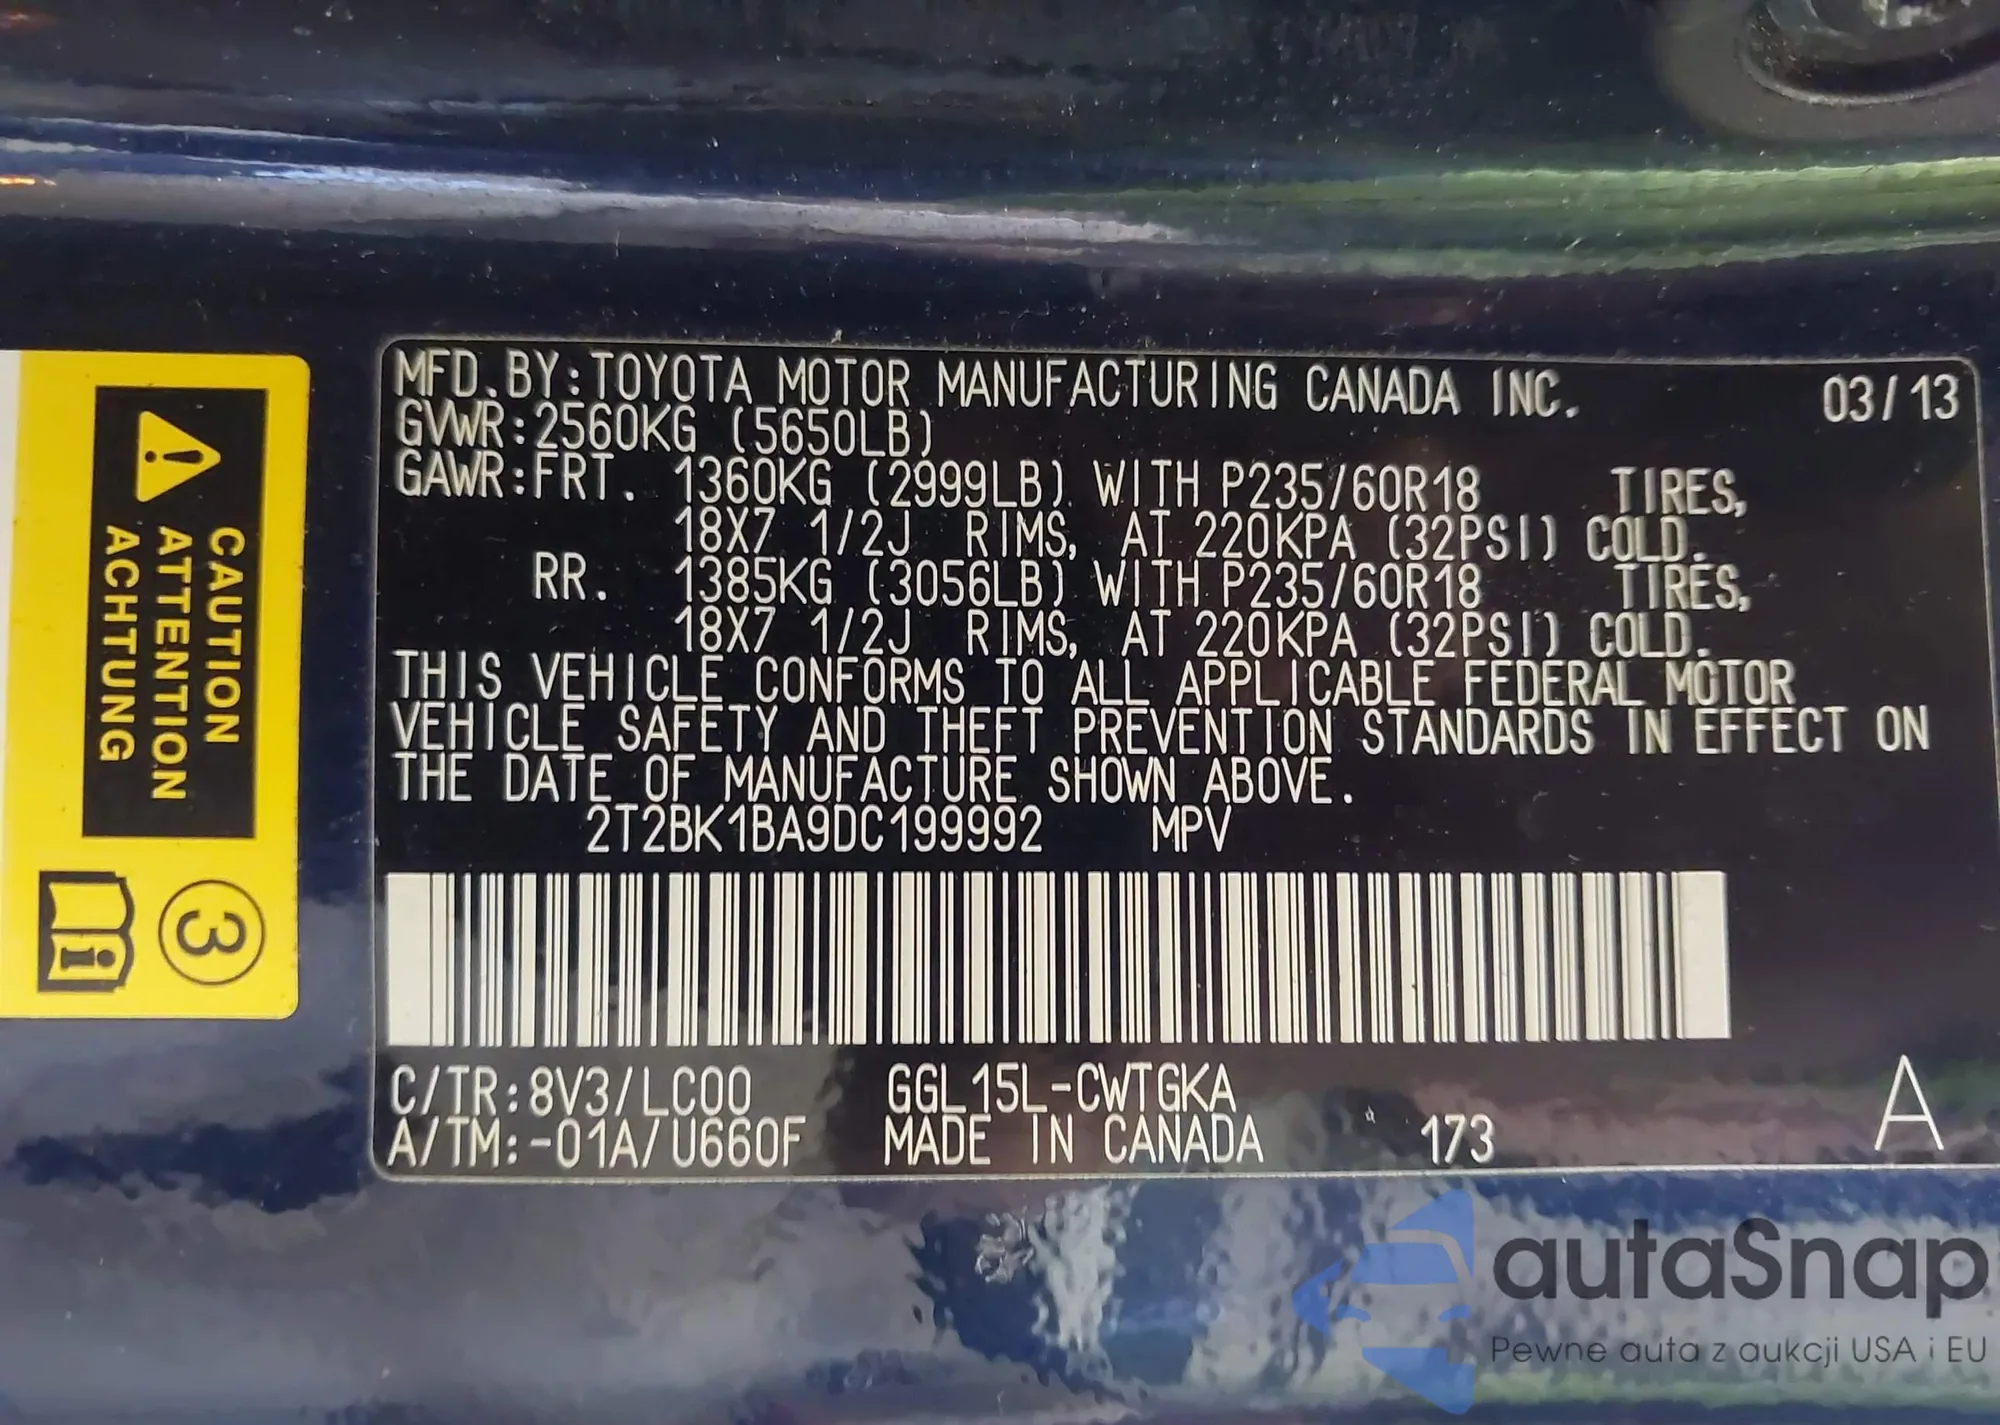 MFD.BY:TOYOTA MOTOR MANUFACTURING CANADA INC. 03/13
GVWR:2560KG (5650LB)
GAWR:FRT. 1360KG (2999LB) WITH P235/60R18 TIRES,
18X7 1/2J RIMS, AT 220KPA (32PSI) COLD.
RR. 1385KG (3056LB) WITH P235/60R18 TIRES,
18X7 1/2J RIMS, AT 220KPA (32PSI) COLD.
THIS VEHICLE CONFORMS TO ALL APPLICABLE FEDERAL MOTOR
VEHICLE SAFETY AND THEFT PREVENTION STANDARDS IN EFFECT ON
THE DATE OF MANUFACTURE SHOWN ABOVE.
2T2BK1BA9DC199992 MPV
C/TR:8V3/LC00 GGL15L-CWTGKA
A/TM:-01A/U660F MADE IN CANADA 173 A
CAUTION
ATTENTION
ACHTUNG
3
i
autaSnap
Pewne auta z aukcji USA i EU